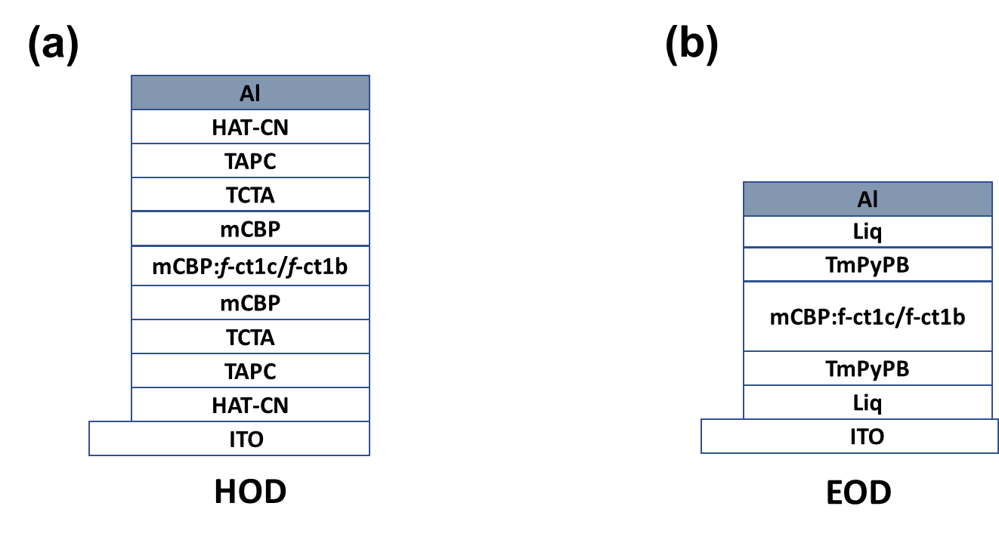 (a)
Al
HAT-CN
TAPC
TCTA
mCBP
mCBP:f-ct1c/f-ct1b
mCBP
TCTA
TAPC
HAT-CN
ITO
HOD
(b)
Al
Liq
TmPyPB
mCBP:f-ct1c/f-ct1b
TmPyPB
Liq
ITO
EOD